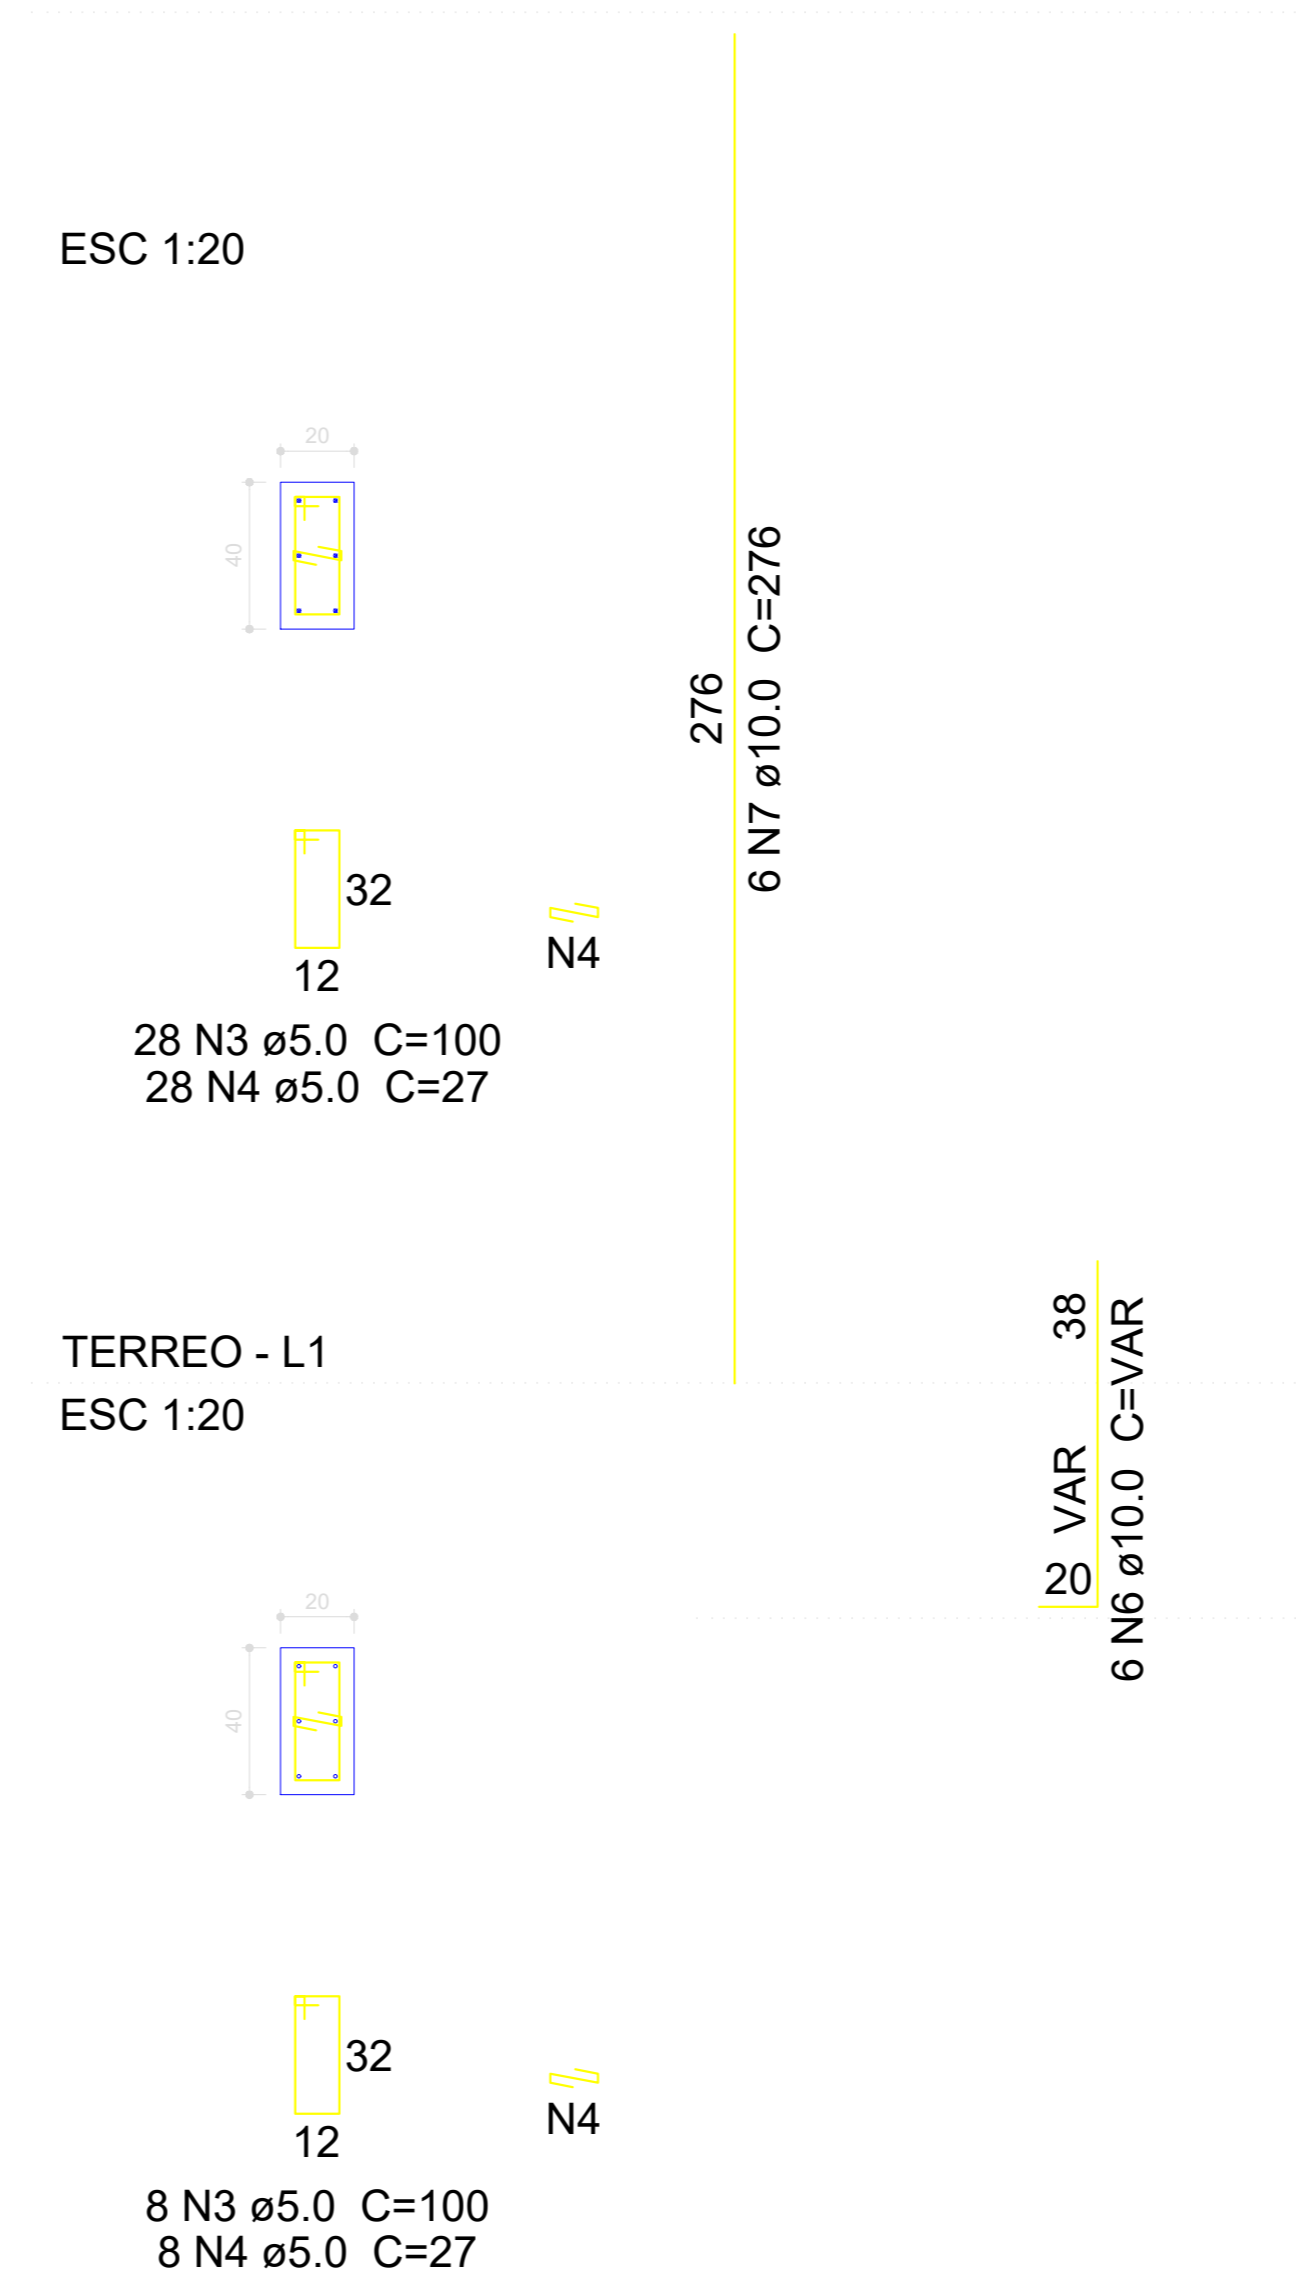 ESC 1:20
20
40
32
12
N4
28 N3 ø5.0 C=100
28 N4 ø5.0 C=27
276
6 N7 ø10.0 C=276
TERREO - L1
ESC 1:20
38
VAR
20
6 N6 ø10.0 C=VAR
20
40
32
12
N4
8 N3 ø5.0 C=100
8 N4 ø5.0 C=27